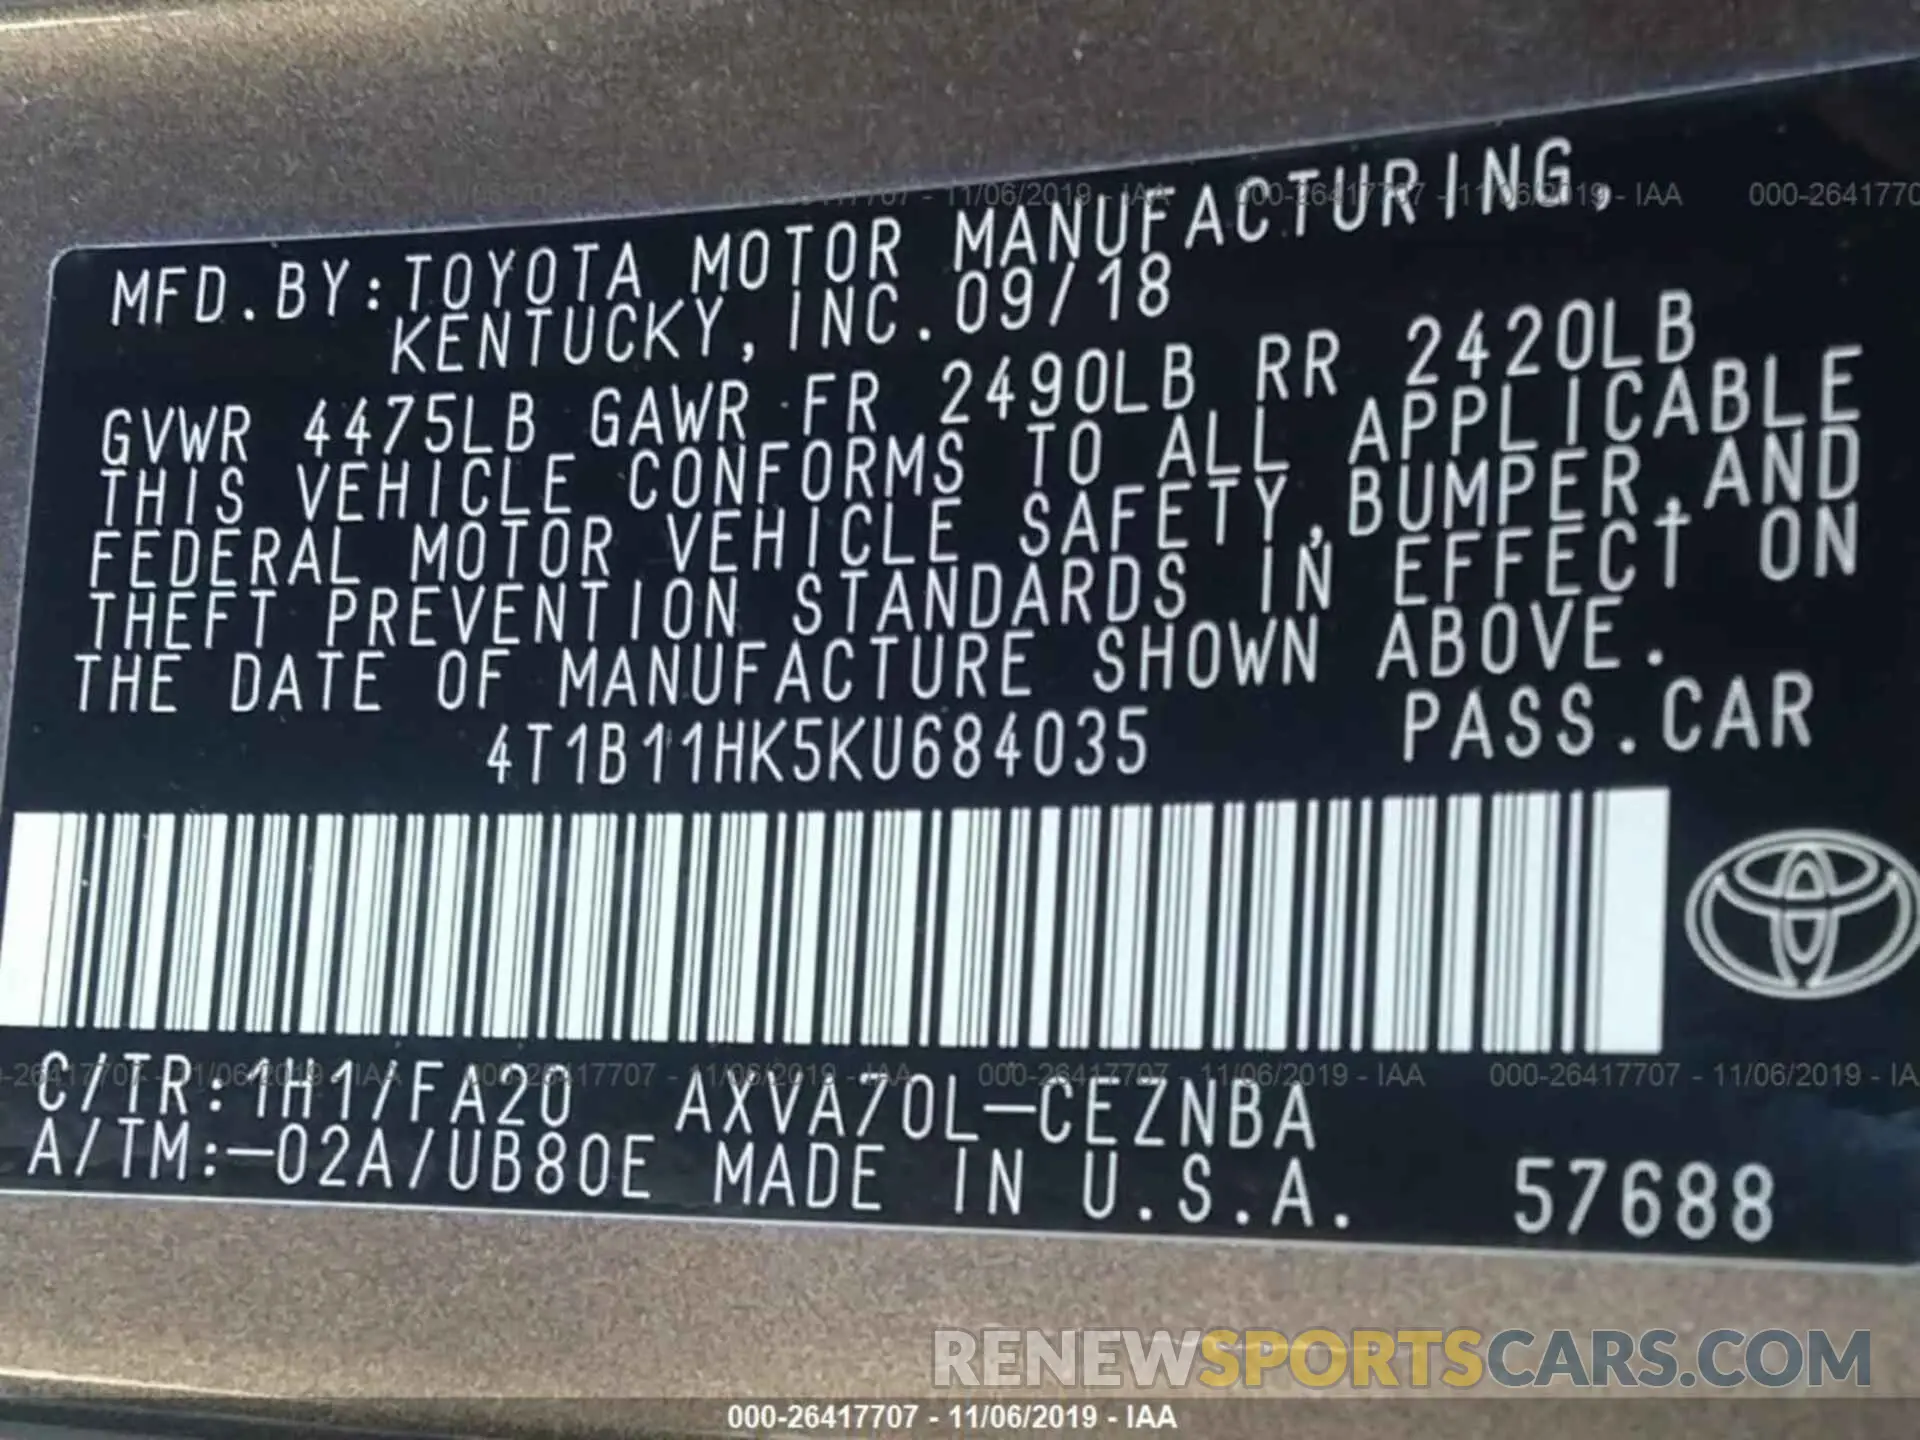 MFD.BY:TOYOTA MOTOR MANUFACTURING,
KENTUCKY, INC.09/18
GVWR 4475LB GAWR FR 2490LB RR 2420LB
THIS VEHICLE CONFORMS TO ALL APPLICABLE
FEDERAL MOTOR VEHICLE SAFETY,BUMPER,AND
THEFT PREVENTION STANDARDS IN EFFECT ON
THE DATE OF MANUFACTURE SHOWN ABOVE.
4T1B11HK5KU684035 PASS.CAR
C/TR:1H1/FA20 AXVA70L-CEZNBA
A/TM:-02A/UB80E MADE IN U.S.A. 57688
RENEWSPORTSCARS.COM
000-26417707 - 11/06/2019 - IAA